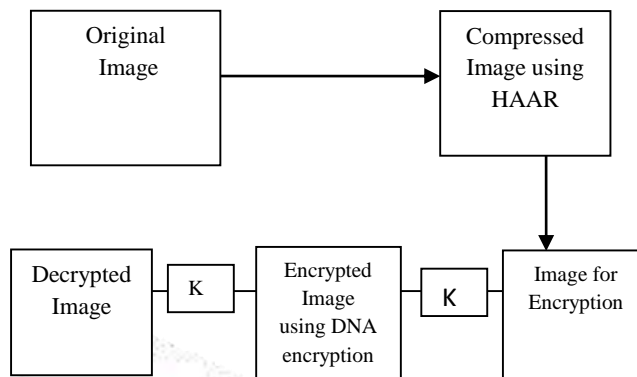 Original
Image
Compressed
Image using
HAAR
Decrypted
Image
K
Encrypted
Image
using DNA
encryption
K
Image for
Encryption